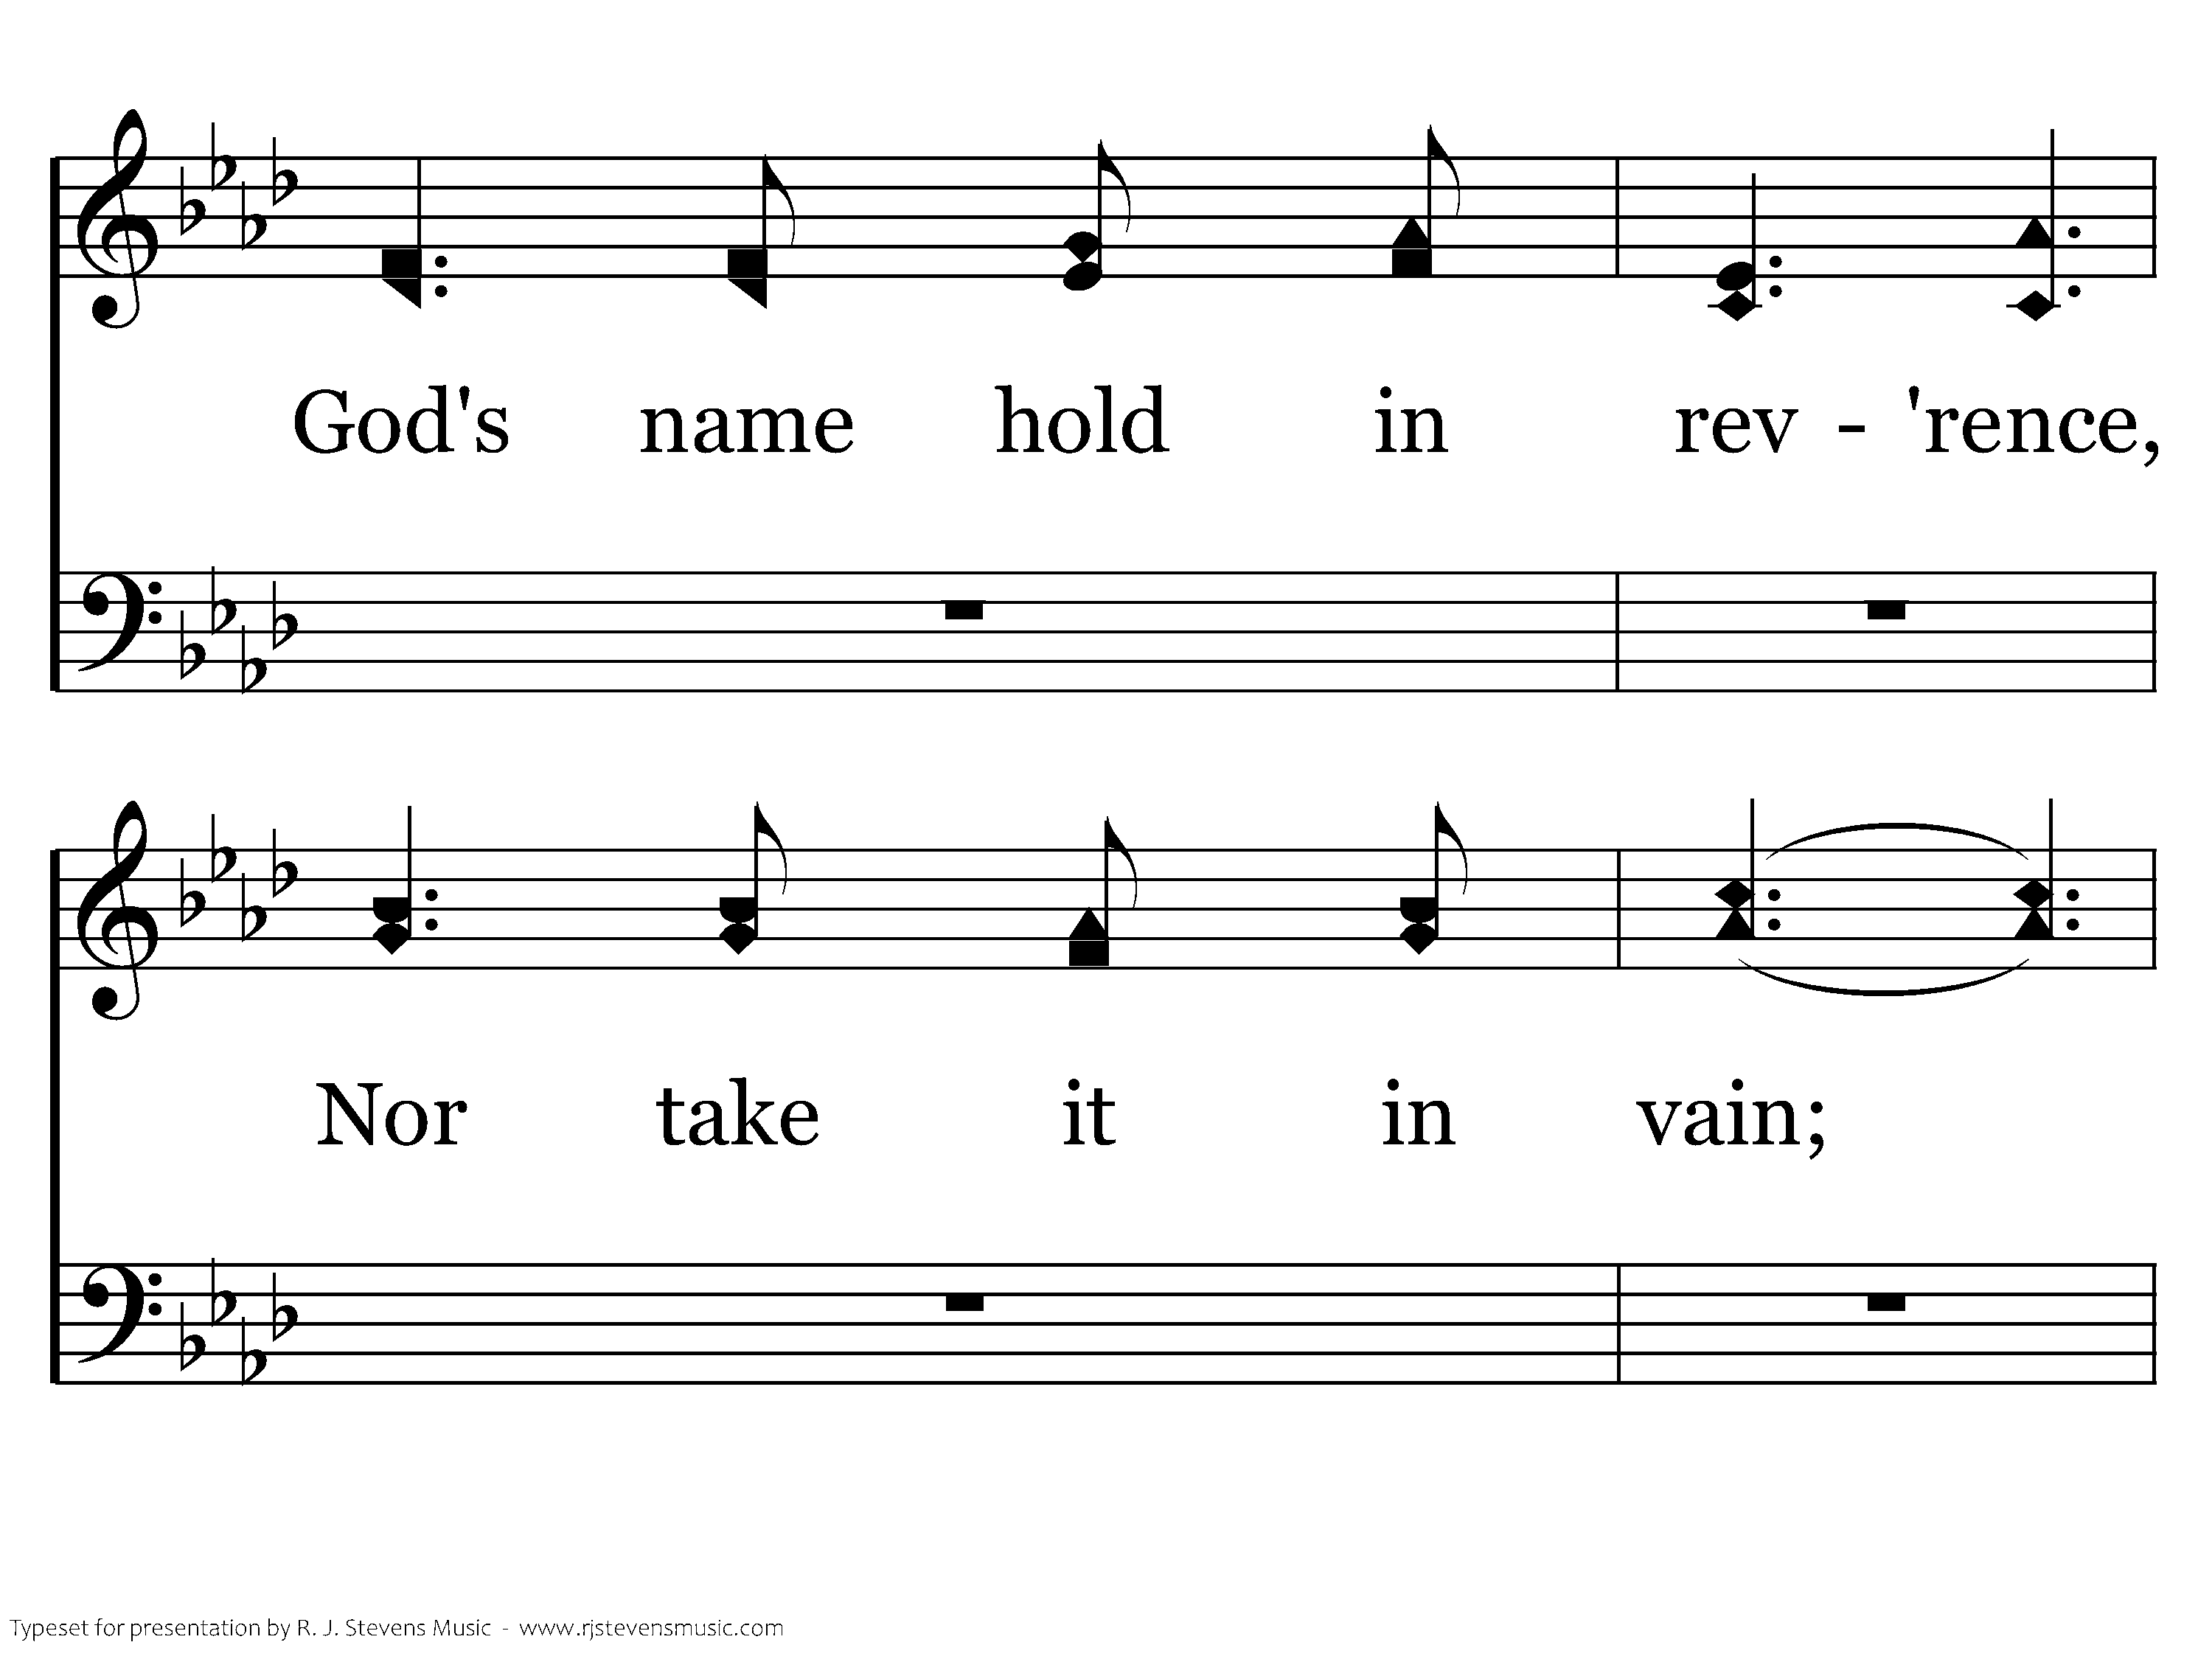 God's name hold in rev - 'rence,
Nor take it in vain;
Typeset for presentation by R. J. Stevens Music - www.rjstevensmusic.com